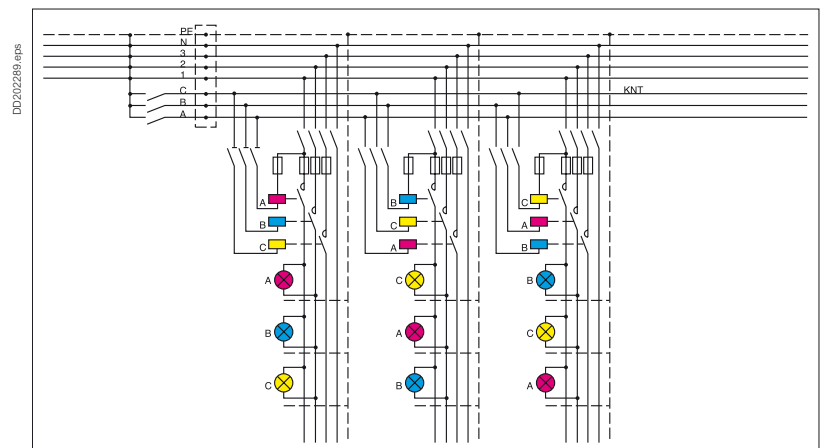 DD202289.eps
PE
N
3
2
1
C KNT
B
A
A B C
B C A
C A B
A C B
B A C
C B A